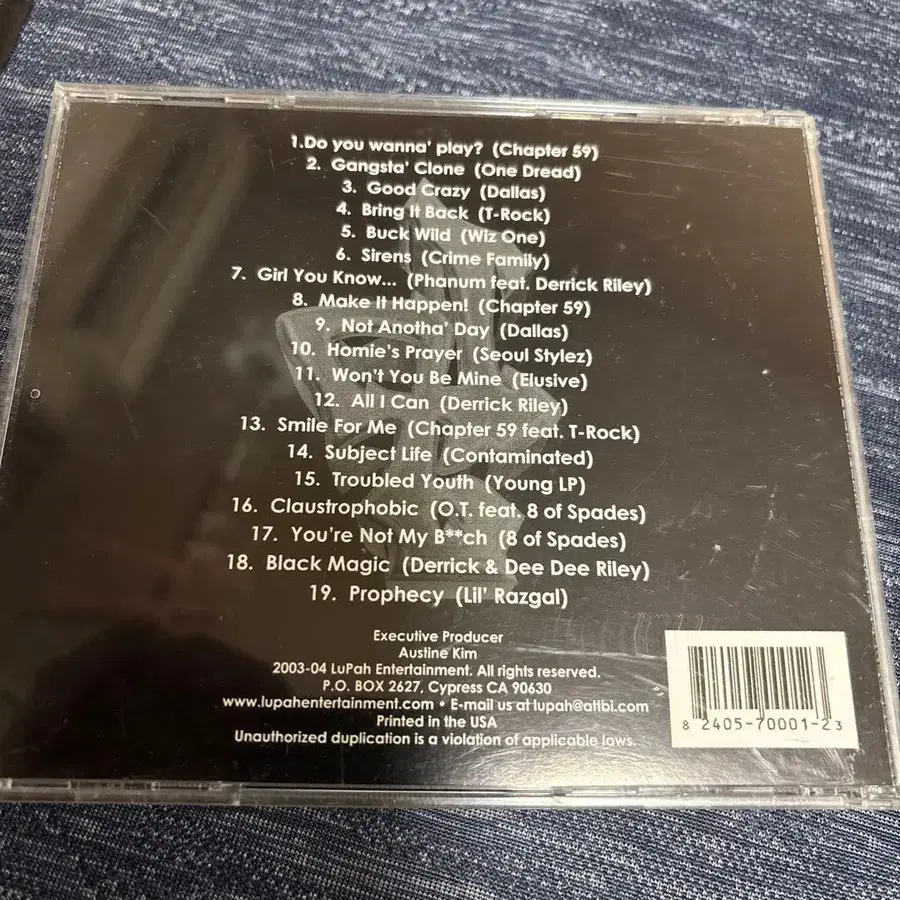 1.Do you wanna' play? (Chapter 59)
2. Gangsta' Clone (One Dread)
3. Good Crazy (Dallas)
4. Bring It Back (T-Rock)
5. Buck Wild (Wiz One)
6. Sirens (Crime Family)
7. Girl You Know... (Phanum feat. Derrick Riley)
8. Make It Happen! (Chapter 59)
9. Not Anotha' Day (Dallas)
10. Homie's Prayer (Seoul Stylez)
11. Won't You Be Mine (Elusive)
12. All I Can (Derrick Riley)
13. Smile For Me (Chapter 59 feat. T-Rock)
14. Subject Life (Contaminated)
15. Troubled Youth (Young LP)
16. Claustrophobic (O.T. feat. 8 of Spades)
17. You're Not My B**ch (8 of Spades)
18. Black Magic (Derrick & Dee Dee Riley)
19. Prophecy (Lil' Razgal)
Executive Producer
Austine Kim
2003-04 LuPah Entertainment. All rights reserved.
P.O. BOX 2627, Cypress CA 90630
www.lupahentertainment.com • E-mail us at lupah@attbi.com
Printed in the USA
Unauthorized duplication is a violation of applicable laws.
8 2405-70001-2 3